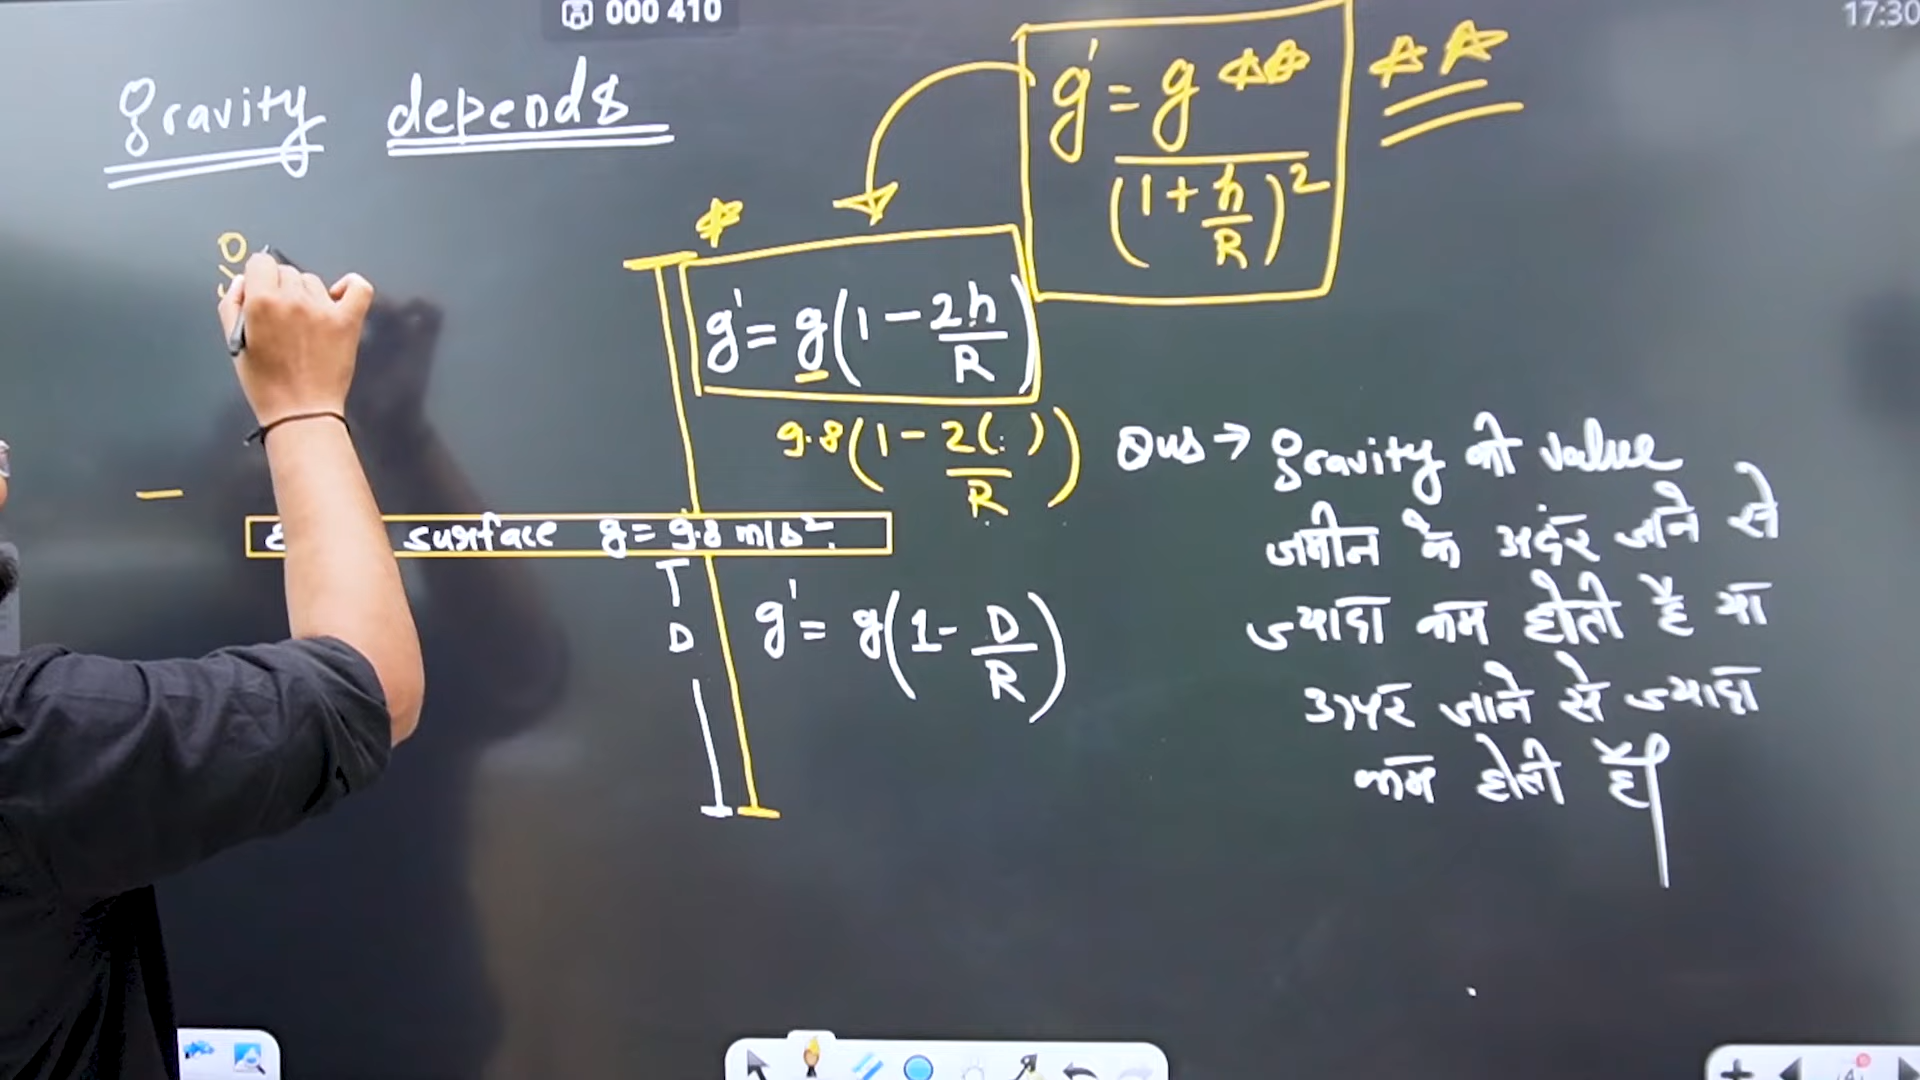 000 410
17:30
gravity depends
g' = g / (1 + h/R)²
g' = g(1 - 2h/R)
9.8(1 - 2( )/R)
surface g = 9.8 m/s².
T
D
g' = g(1 - D/R)
Qus → gravity की value
जमीन के अदंर जाने से
ज्यादा कम होती है या
ऊपर जाने से ज्यादा
कम होती है।